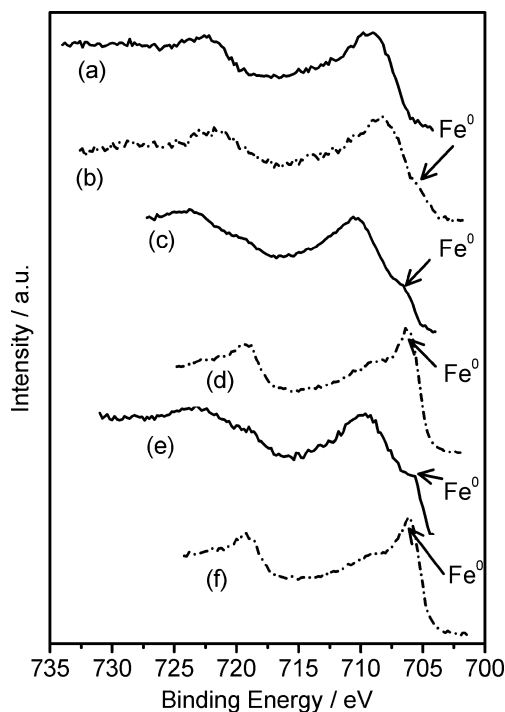 (a)
Fe⁰
(b)
(c)
Fe⁰
(d)
Fe⁰
(e)
Fe⁰
(f)
Fe⁰
Intensity / a.u.
735 730 725 720 715 710 705 700
Binding Energy / eV